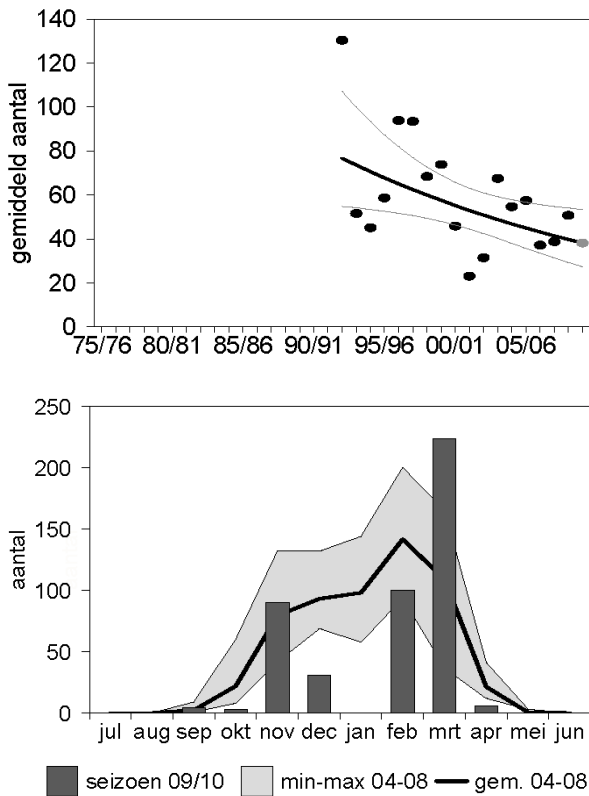 gemiddeld aantal
140
120
100
80
60
40
20
0
75/76 80/81 85/86 90/91 95/96 00/01 05/06
aantal
250
200
150
100
50
0
jul aug sep okt nov dec jan feb mrt apr mei jun
seizoen 09/10 min-max 04-08 gem. 04-08